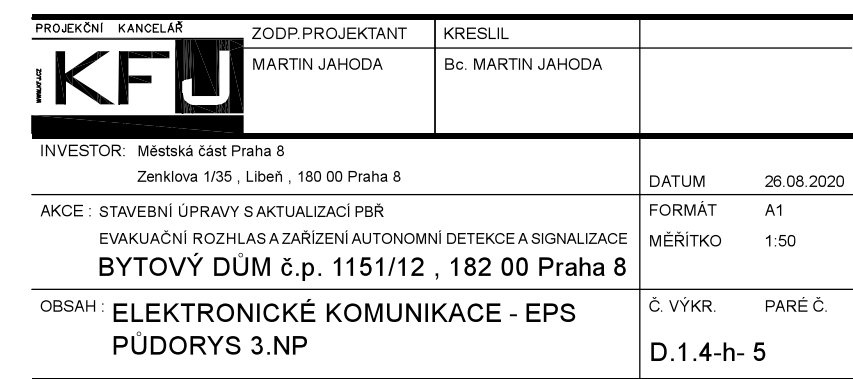 PROJEKČNÍ KANCELÁŘ
WWW.KFJ.CZ
KFJ
ZODP.PROJEKTANT KRESLIL
MARTIN JAHODA Bc. MARTIN JAHODA
INVESTOR: Městská část Praha 8
Zenklova 1/35 , Libeň , 180 00 Praha 8
DATUM 26.08.2020
AKCE : STAVEBNÍ ÚPRAVY S AKTUALIZACÍ PBŘ
FORMÁT A1
EVAKUAČNÍ ROZHLAS A ZAŘÍZENÍ AUTONOMNÍ DETEKCE A SIGNALIZACE
MĚŘÍTKO 1:50
BYTOVÝ DŮM č.p. 1151/12 , 182 00 Praha 8
OBSAH : ELEKTRONICKÉ KOMUNIKACE - EPS
PŮDORYS 3.NP
Č. VÝKR. PARÉ Č.
D.1.4-h- 5